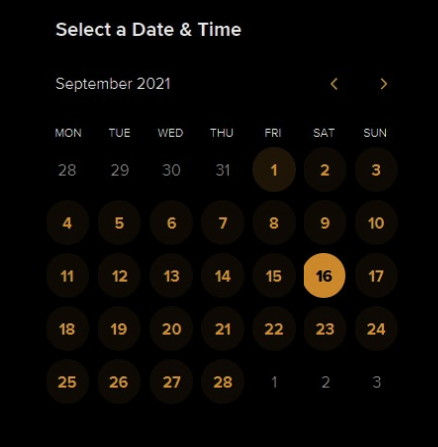 Select a Date & Time
September 2021
MON TUE WED THU FRI SAT SUN
28 29 30 31 1 2 3
4 5 6 7 8 9 10
11 12 13 14 15 16 17
18 19 20 21 22 23 24
25 26 27 28 1 2 3